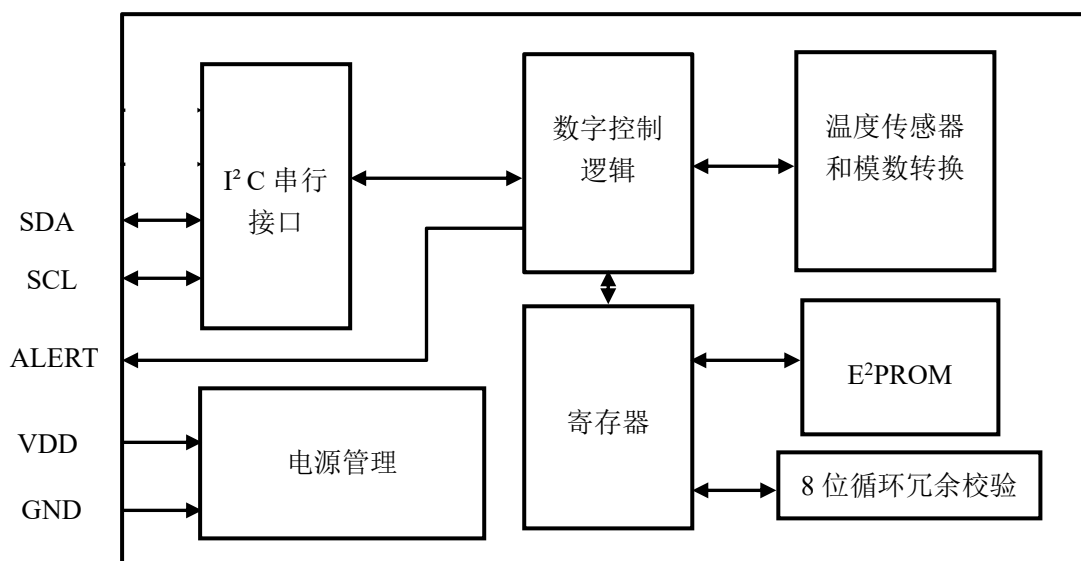 SDA
SCL
ALERT
VDD
GND
I² C 串行
接口
数字控制
逻辑
温度传感器
和模数转换
寄存器
E²PROM
8 位循环冗余校验
电源管理